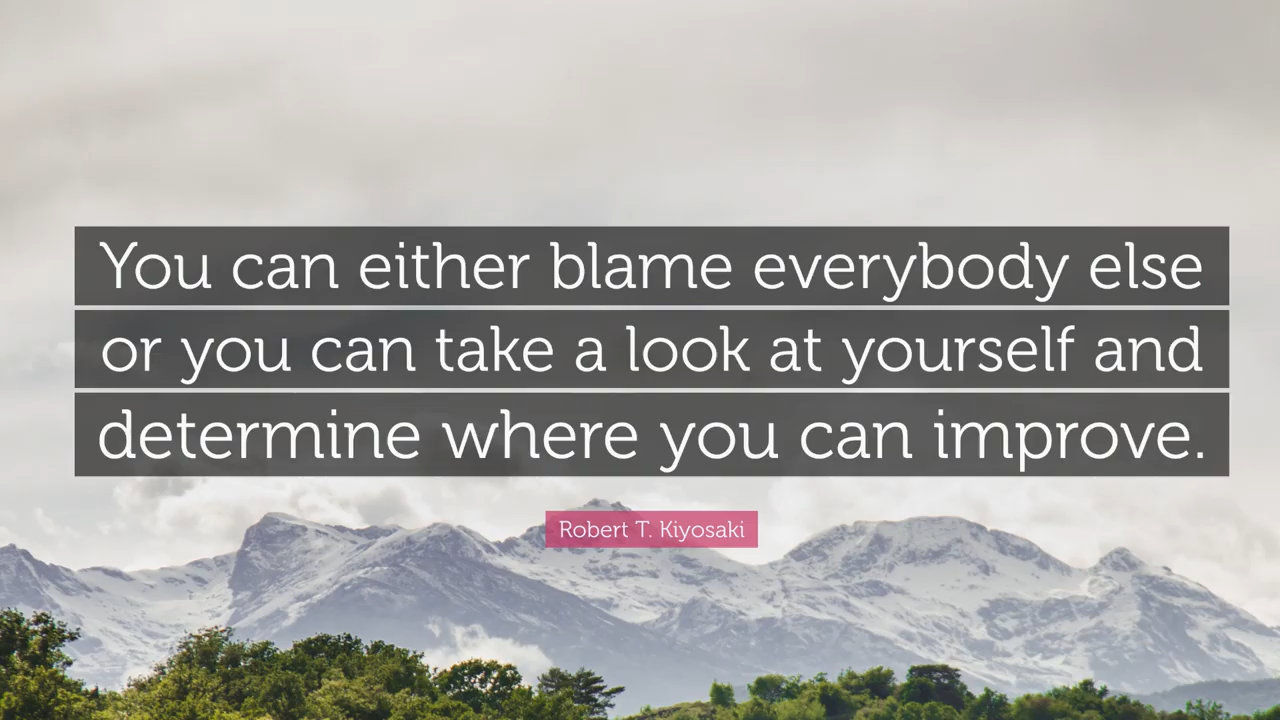 You can either blame everybody else
or you can take a look at yourself and
determine where you can improve.
Robert T. Kiyosaki